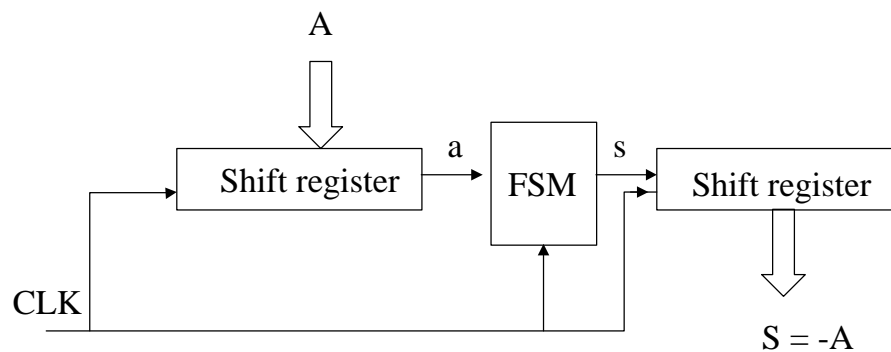 A
a
s
Shift register
FSM
Shift register
CLK
S = -A